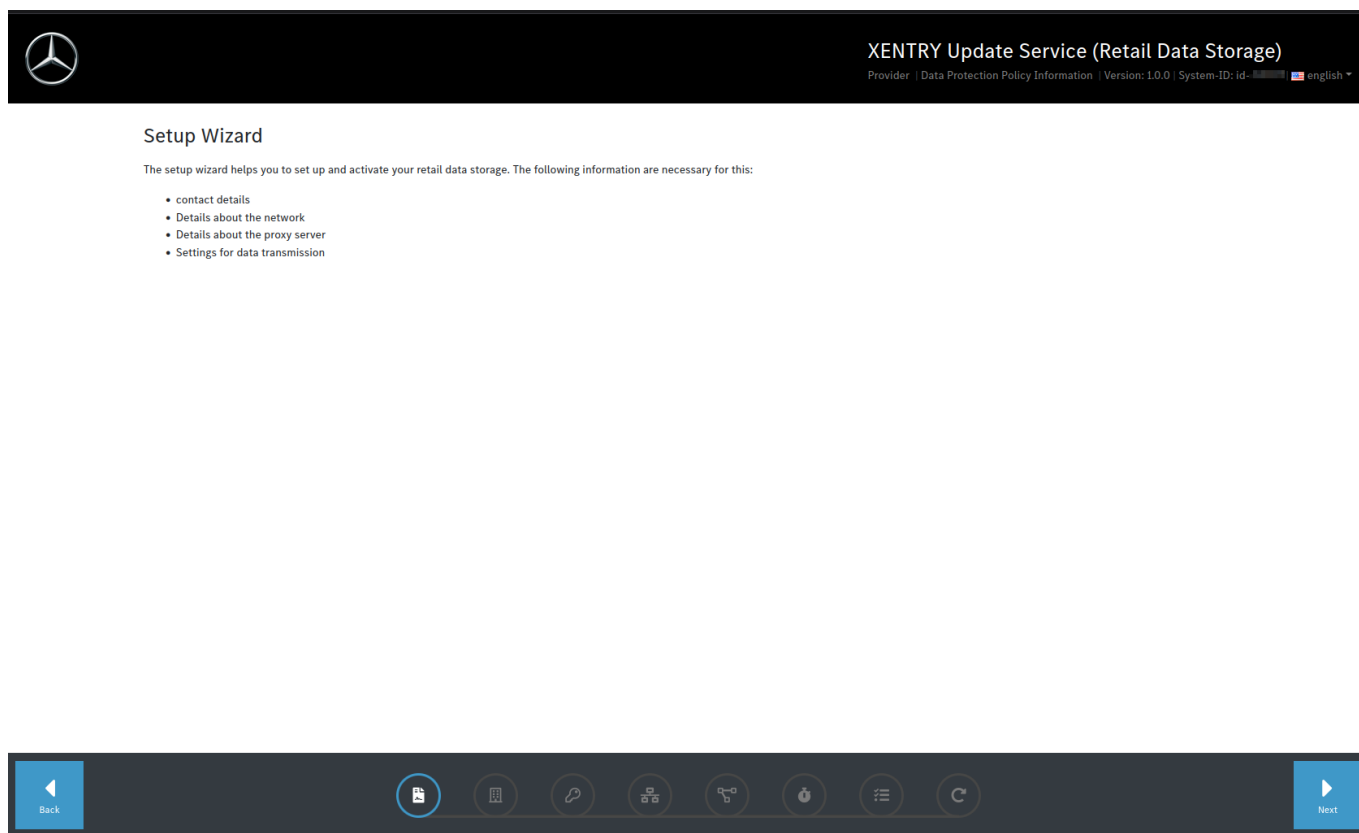 XENTRY Update Service (Retail Data Storage)
Provider | Data Protection Policy Information | Version: 1.0.0 | System-ID: id- | english
Setup Wizard
The setup wizard helps you to set up and activate your retail data storage. The following information are necessary for this:
• contact details
• Details about the network
• Details about the proxy server
• Settings for data transmission
Back
Next